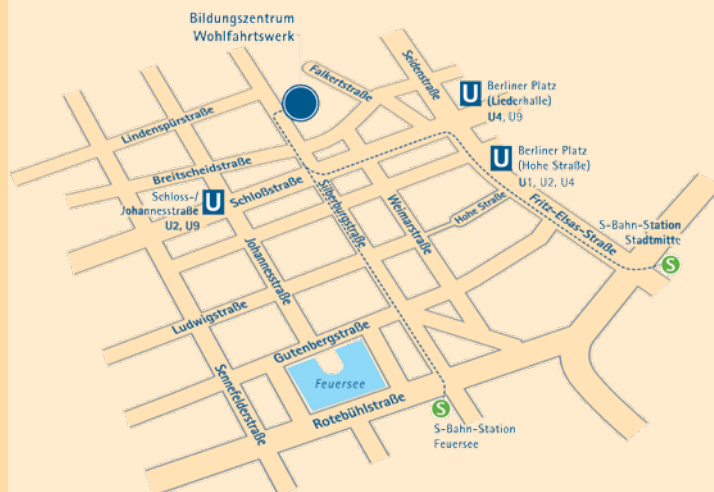 Bildungszentrum
Wohlfahrtswerk
Seidenstraße
Falkertstraße
U
Berliner Platz
(Liederhalle)
U4, U9
Lindenspürstraße
U
Berliner Platz
(Hohe Straße)
U1, U2, U4
Breitscheidstraße
Schloss-/
Johannesstraße
U2, U9
U
Schloßstraße
Silberburgstraße
Weimarstraße
Hohe Straße
Fritz-Elsas-Straße
S-Bahn-Station
Stadtmitte
S
Johannesstraße
Ludwigstraße
Gutenbergstraße
Sennefelderstraße
Feuersee
Rotebühlstraße
S
S-Bahn-Station
Feuersee